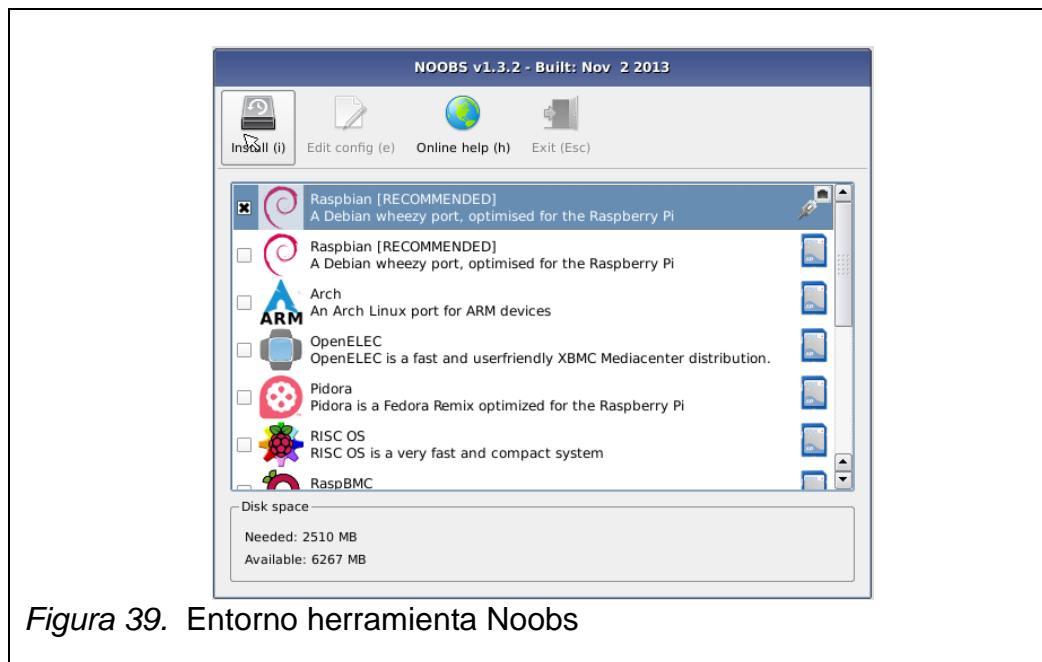 NOOBS v1.3.2 - Built: Nov 2 2013
Install (i) Edit config (e) Online help (h) Exit (Esc)
Raspbian [RECOMMENDED]
A Debian wheezy port, optimised for the Raspberry Pi
Raspbian [RECOMMENDED]
A Debian wheezy port, optimised for the Raspberry Pi
Arch
An Arch Linux port for ARM devices
ARM
OpenELEC
OpenELEC is a fast and userfriendly XBMC Mediacenter distribution.
Pidora
Pidora is a Fedora Remix optimized for the Raspberry Pi
RISC OS
RISC OS is a very fast and compact system
RaspBMC
Disk space
Needed: 2510 MB
Available: 6267 MB
Figura 39. Entorno herramienta Noobs